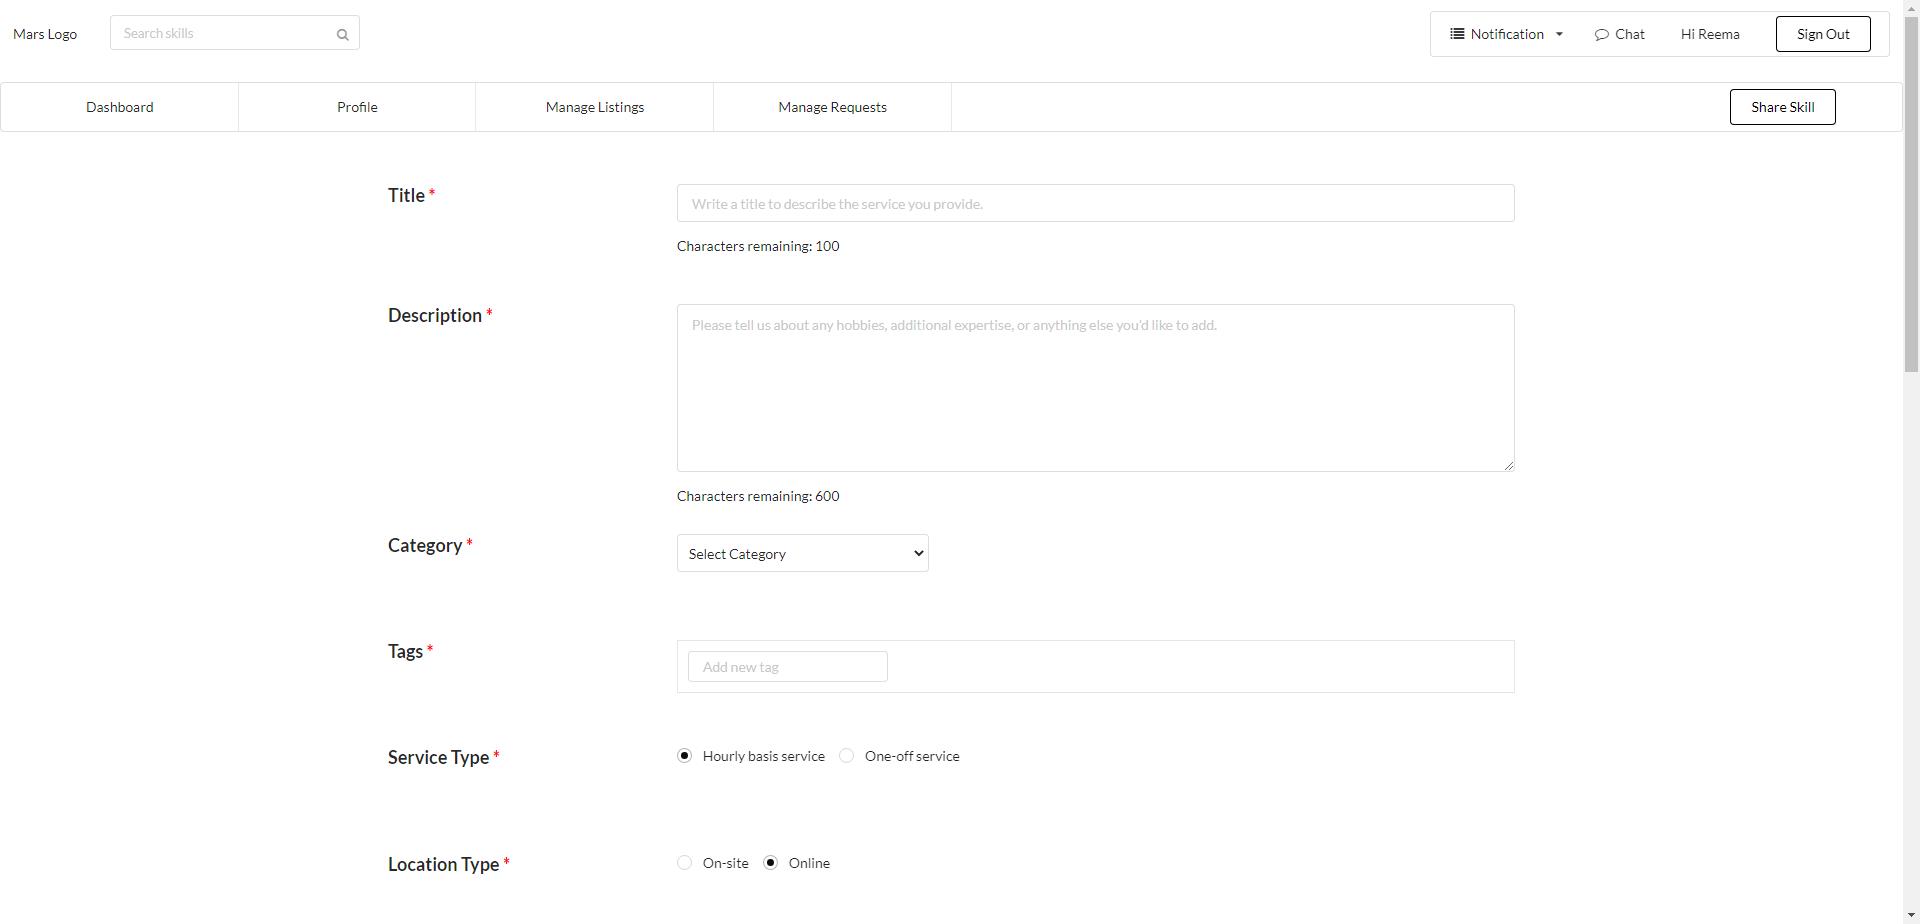 Mars Logo
Search skills
Notification
Chat
Hi Reema
Sign Out
Dashboard
Profile
Manage Listings
Manage Requests
Share Skill
Title *
Write a title to describe the service you provide.
Characters remaining: 100
Description *
Please tell us about any hobbies, additional expertise, or anything else you'd like to add.
Characters remaining: 600
Category *
Select Category
Tags *
Add new tag
Service Type *
Hourly basis service
One-off service
Location Type *
On-site
Online